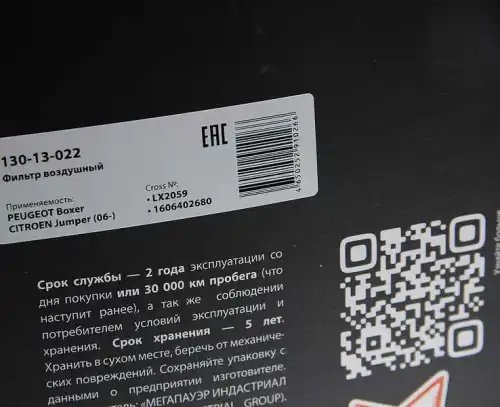 130-13-022
Фильтр воздушный
EAC
4650252910266
Применяемость:
PEUGEOT Boxer
CITROEN Jumper (06-)
Cross №:
• LX2059
• 1606402680
Срок службы — 2 года эксплуатации со
дня покупки или 30 000 км пробега (что
наступит ранее), а так же соблюдении
потребителем условий эксплуатации и
хранения. Срок хранения — 5 лет.
Хранить в сухом месте, беречь от механиче-
ских повреждений. Сохраняйте упаковку с
данными о предприятии изготовителе.
«МЕГАПАУЭР ИНДАСТРИАЛ
GROUP).
Узнайте